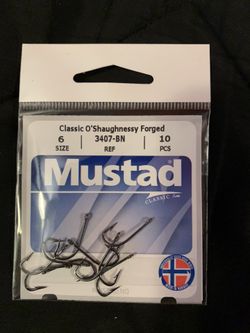 Classic O'Shaughnessy Forged
6 3407-BN 10
SIZE REF PCS
Mustad
CLASSIC